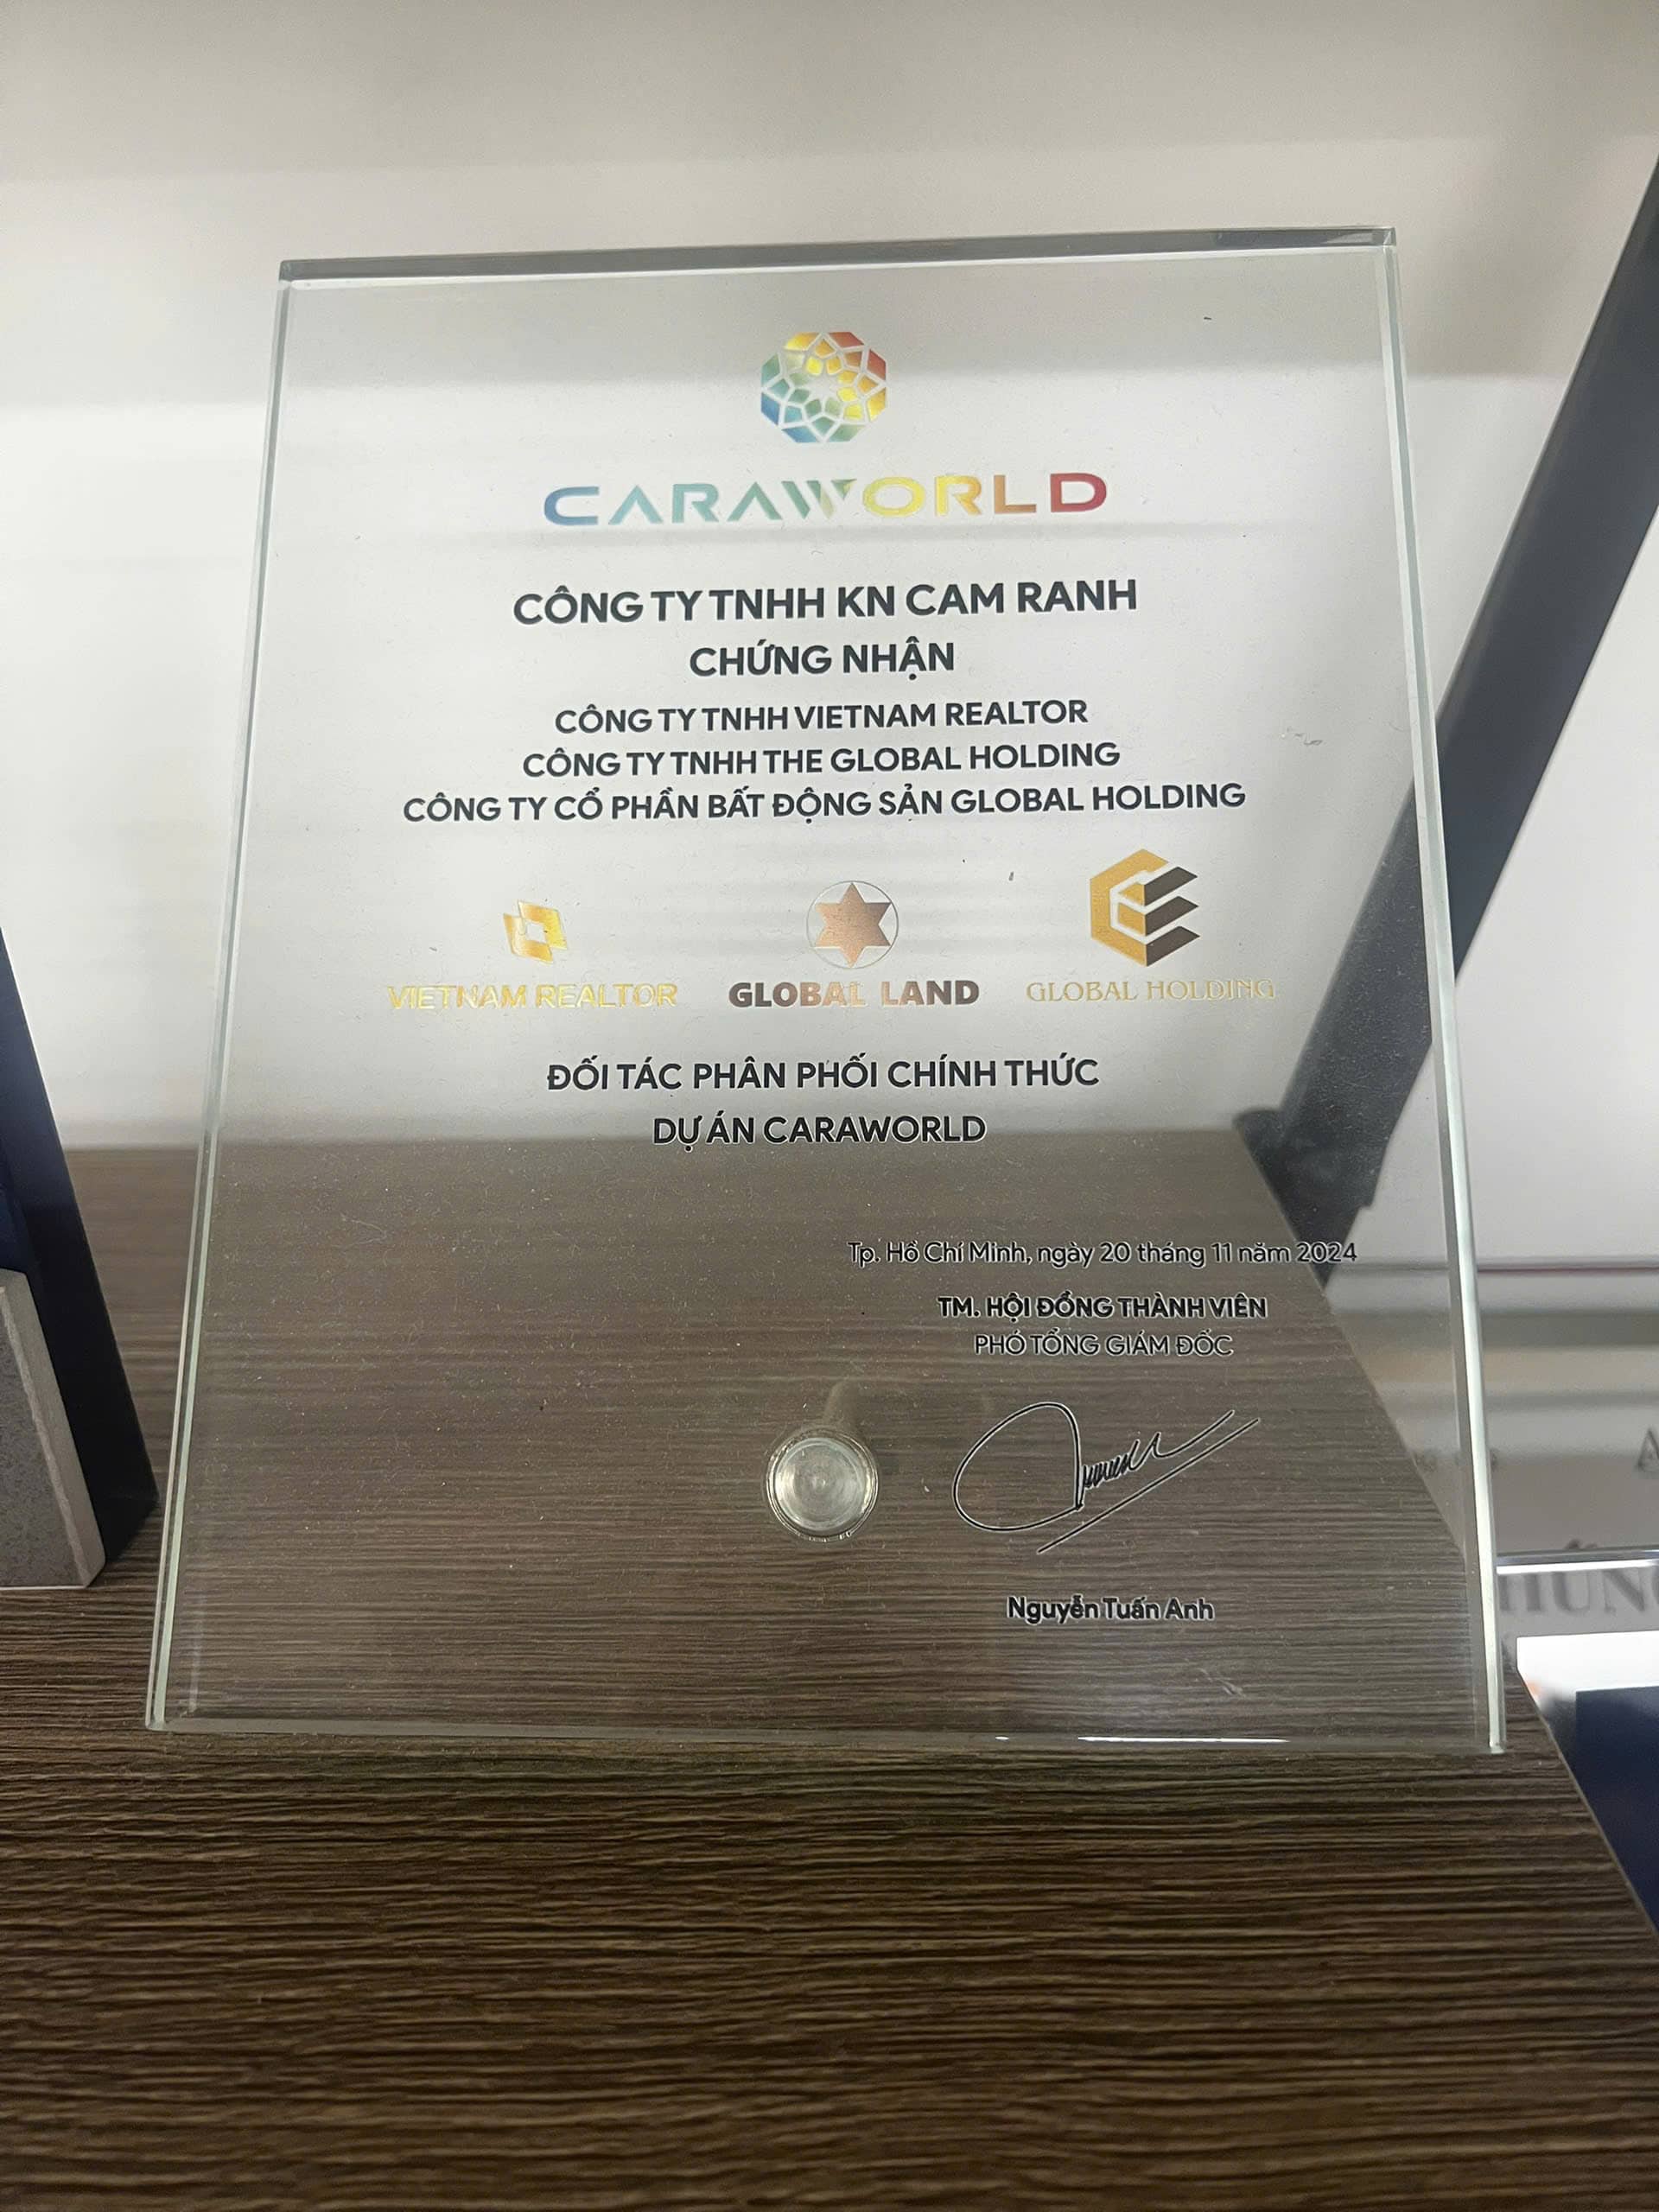 CARAWORLD
CÔNG TY TNHH KN CAM RANH
CHỨNG NHẬN
CÔNG TY TNHH VIETNAM REALTOR
CÔNG TY TNHH THE GLOBAL HOLDING
CÔNG TY CỔ PHẦN BẤT ĐỘNG SẢN GLOBAL HOLDING
VIETNAM REALTOR GLOBAL LAND GLOBAL HOLDING
ĐỐI TÁC PHÂN PHỐI CHÍNH THỨC
DỰ ÁN CARAWORLD
Tp. Hồ Chí Minh, ngày 20 tháng 11 năm 2024
TM. HỘI ĐỒNG THÀNH VIÊN
PHÓ TỔNG GIÁM ĐỐC
Nguyễn Tuấn Anh